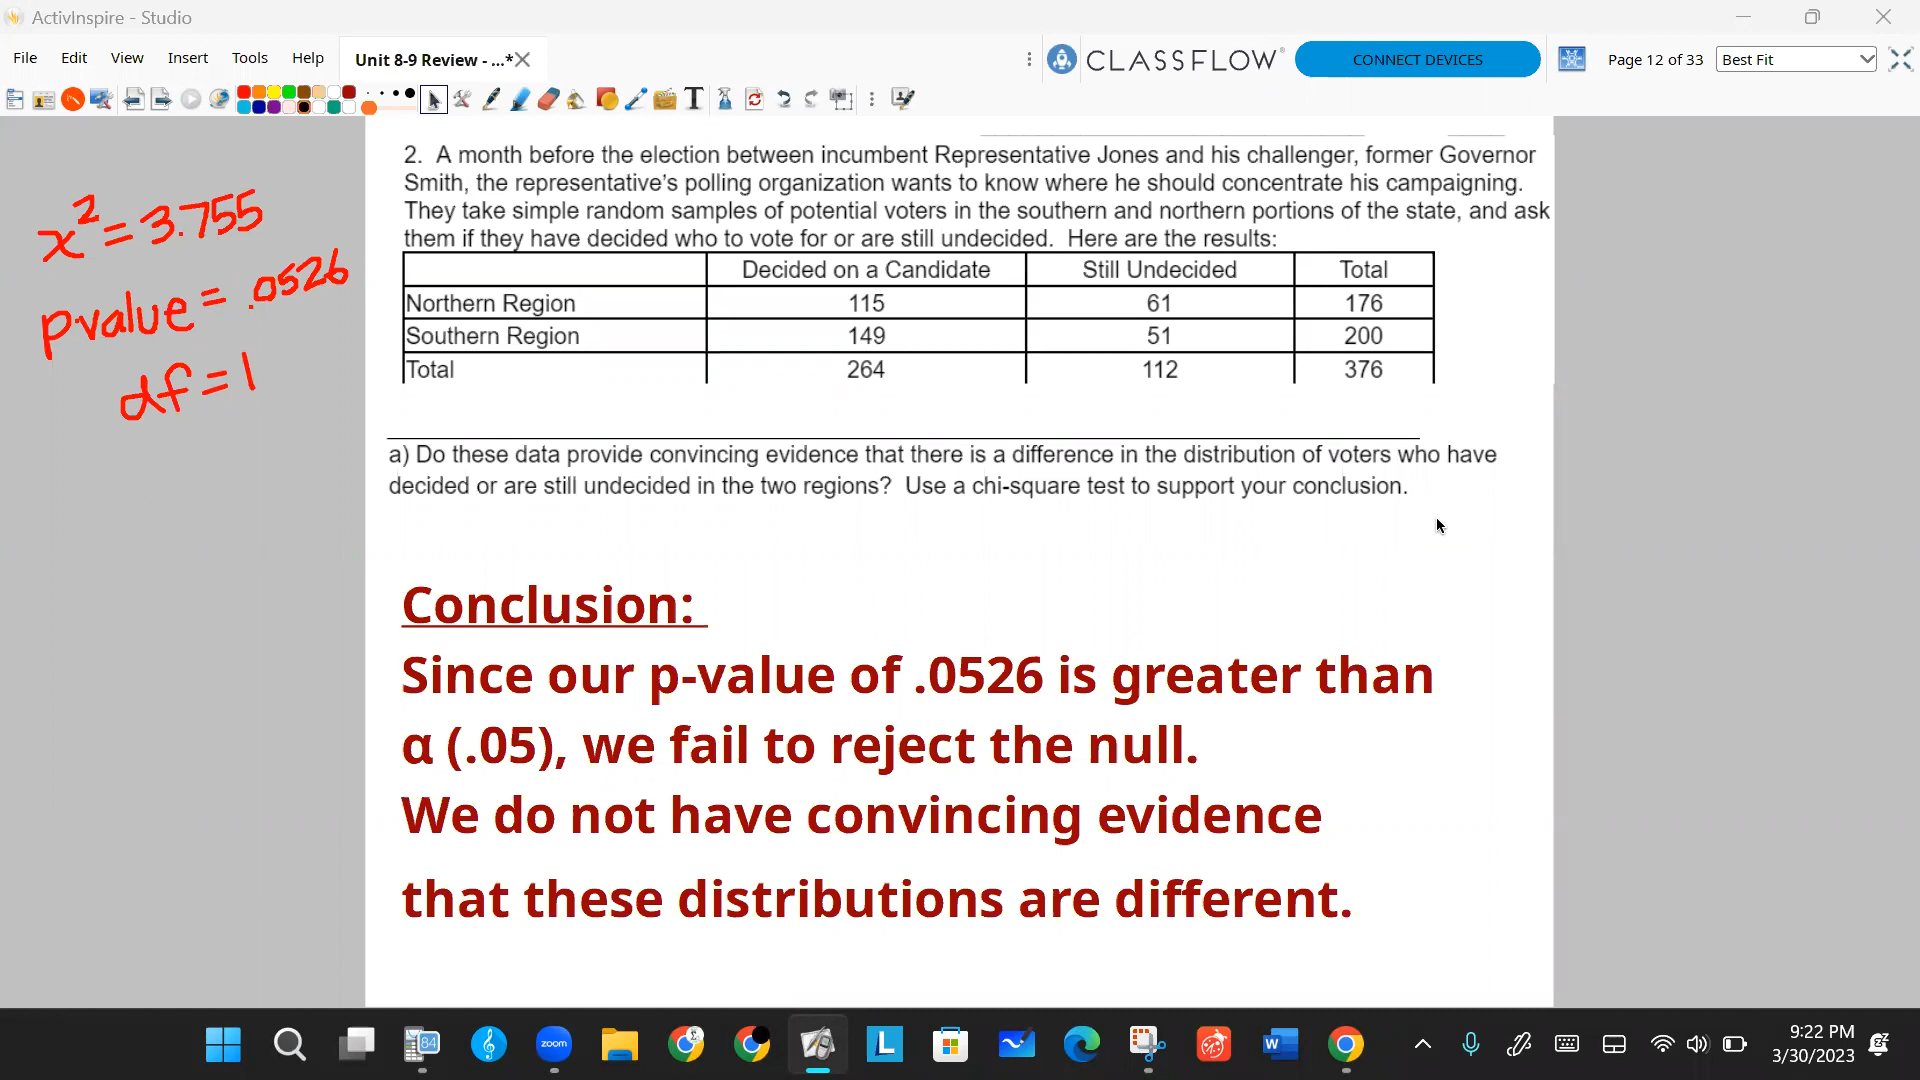 ActivInspire - Studio
File Edit View Insert Tools Help Unit 8-9 Review - ...* CLASSFLOW CONNECT DEVICES Page 12 of 33 Best Fit
x² = 3.755
pvalue = .0526
df = 1
2. A month before the election between incumbent Representative Jones and his challenger, former Governor
Smith, the representative's polling organization wants to know where he should concentrate his campaigning.
They take simple random samples of potential voters in the southern and northern portions of the state, and ask
them if they have decided who to vote for or are still undecided. Here are the results:
Decided on a Candidate Still Undecided Total
Northern Region 115 61 176
Southern Region 149 51 200
Total 264 112 376
a) Do these data provide convincing evidence that there is a difference in the distribution of voters who have
decided or are still undecided in the two regions? Use a chi-square test to support your conclusion.
Conclusion:
Since our p-value of .0526 is greater than
α (.05), we fail to reject the null.
We do not have convincing evidence
that these distributions are different.
84 zoom L W
9:22 PM
3/30/2023